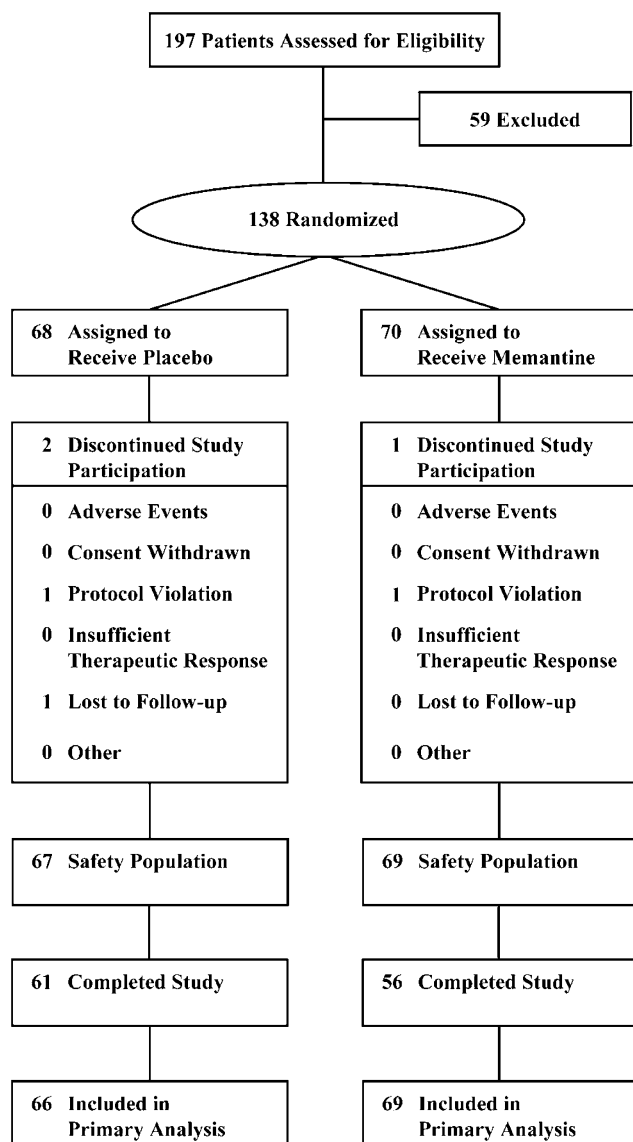 197 Patients Assessed for Eligibility
59 Excluded
138 Randomized
68 Assigned to
Receive Placebo
70 Assigned to
Receive Memantine
2 Discontinued Study
Participation
0 Adverse Events
0 Consent Withdrawn
1 Protocol Violation
0 Insufficient
Therapeutic Response
1 Lost to Follow-up
0 Other
1 Discontinued Study
Participation
0 Adverse Events
0 Consent Withdrawn
1 Protocol Violation
0 Insufficient
Therapeutic Response
0 Lost to Follow-up
0 Other
67 Safety Population
69 Safety Population
61 Completed Study
56 Completed Study
66 Included in
Primary Analysis
69 Included in
Primary Analysis